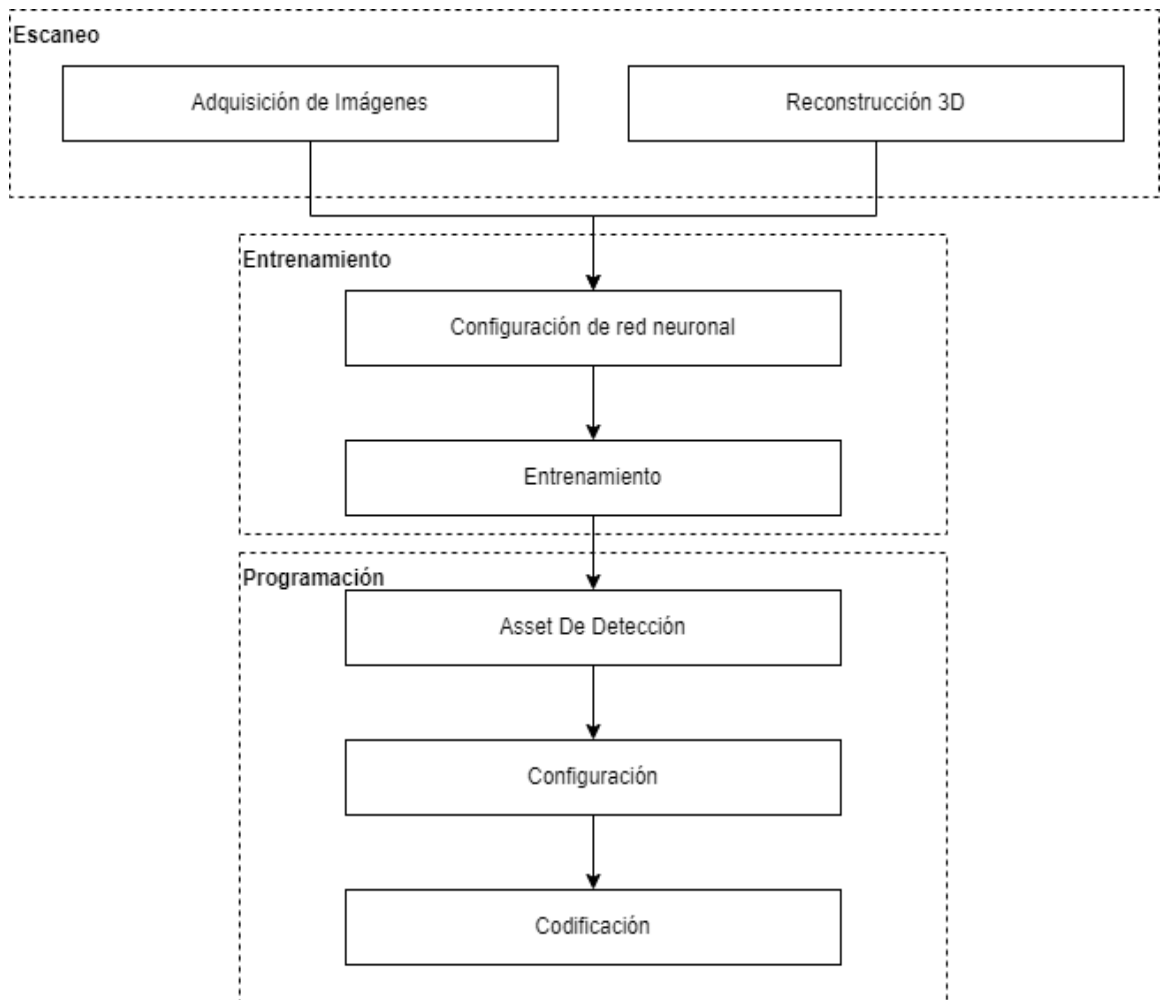 Escaneo
Adquisición de Imágenes
Reconstrucción 3D
Entrenamiento
Configuración de red neuronal
Entrenamiento
Programación
Asset De Detección
Configuración
Codificación